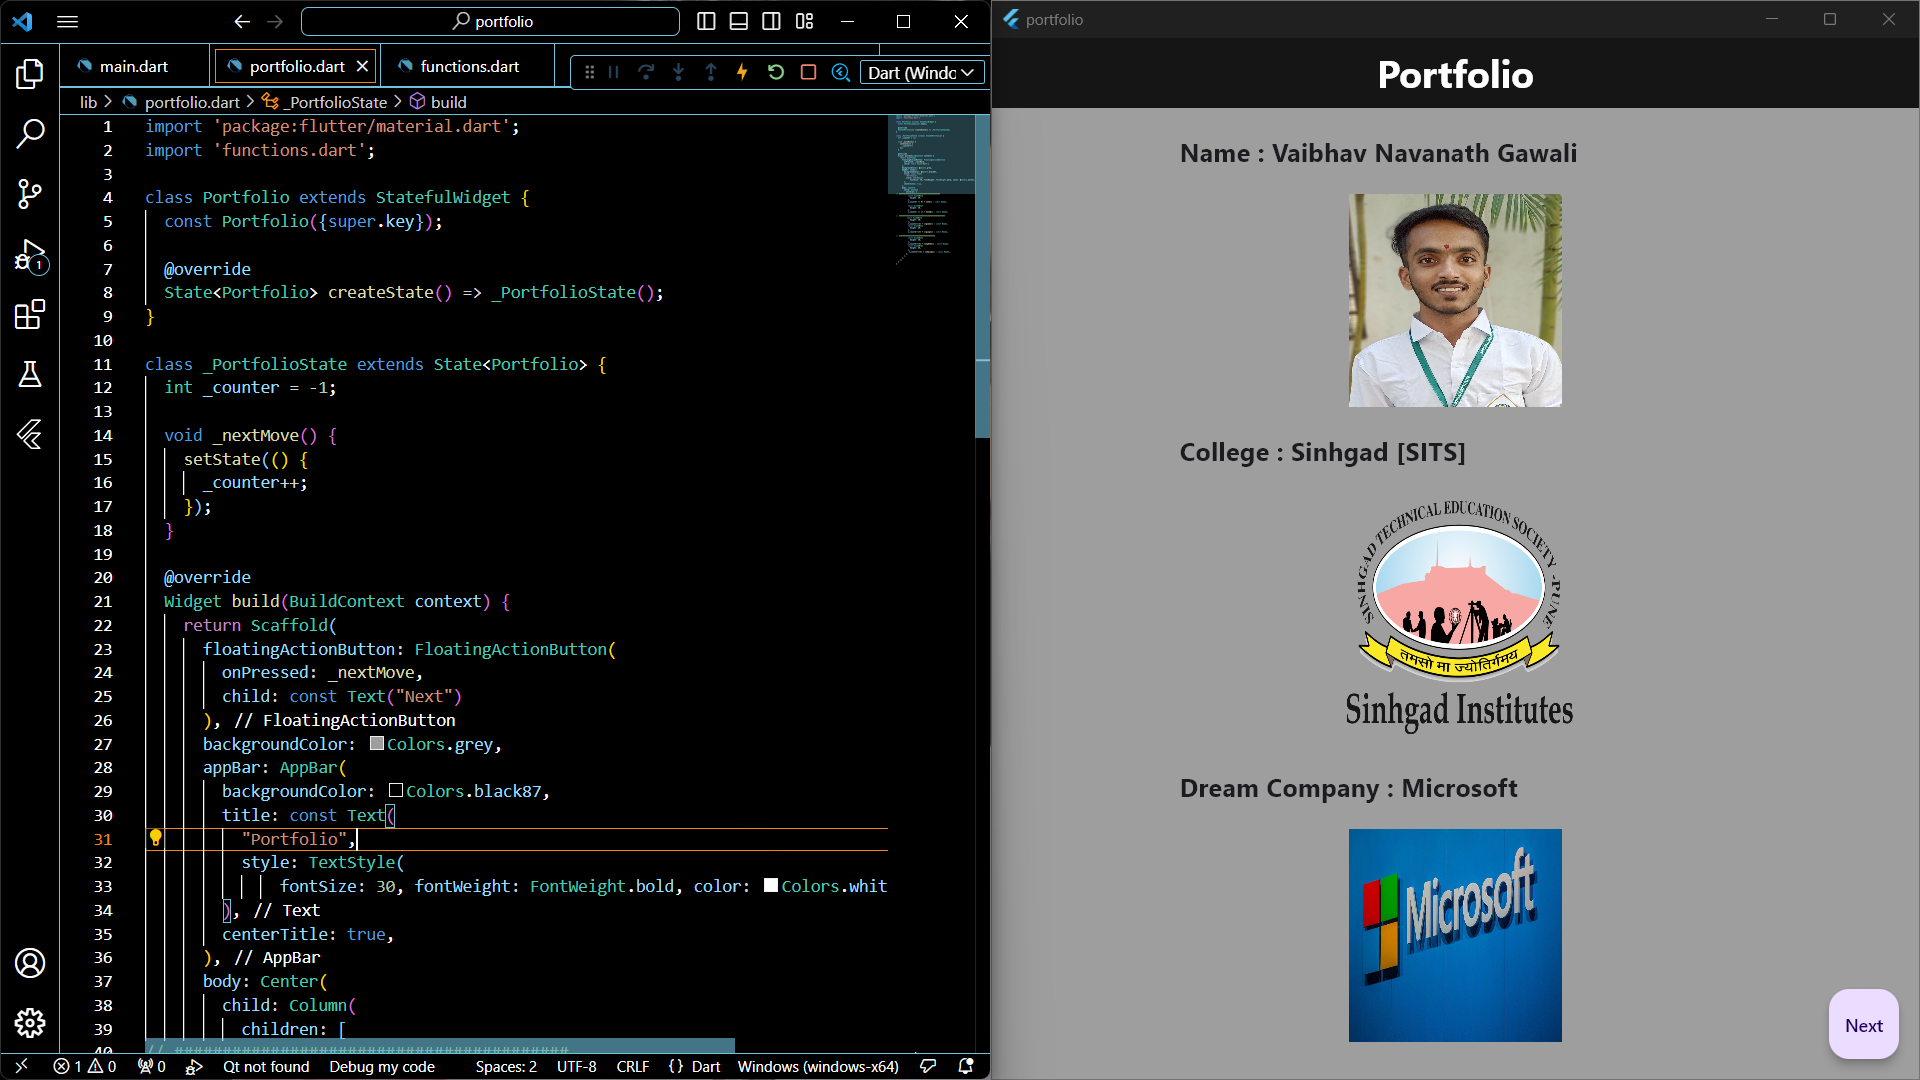 portfolio
main.dart
portfolio.dart
functions.dart
Dart (Windc
lib > portfolio.dart > _PortfolioState > build
1 import 'package:flutter/material.dart';
2 import 'functions.dart';
3
4 class Portfolio extends StatefulWidget {
5 const Portfolio({super.key});
6
7 @override
8 State<Portfolio> createState() => _PortfolioState();
9 }
10
11 class _PortfolioState extends State<Portfolio> {
12 int _counter = -1;
13
14 void _nextMove() {
15 setState(() {
16 _counter++;
17 });
18 }
19
20 @override
21 Widget build(BuildContext context) {
22 return Scaffold(
23 floatingActionButton: FloatingActionButton(
24 onPressed: _nextMove,
25 child: const Text("Next")
26 ), // FloatingActionButton
27 backgroundColor: Colors.grey,
28 appBar: AppBar(
29 backgroundColor: Colors.black87,
30 title: const Text(
31 "Portfolio",
32 style: TextStyle(
33 fontSize: 30, fontWeight: FontWeight.bold, color: Colors.whit
34 ), // Text
35 centerTitle: true,
36 ), // AppBar
37 body: Center(
38 child: Column(
39 children: [
1
1 0 0 Qt not found Debug my code Spaces: 2 UTF-8 CRLF {} Dart Windows (windows-x64)
portfolio
Portfolio
Name : Vaibhav Navanath Gawali
College : Sinhgad [SITS]
SINHGAD TECHNICAL EDUCATION SOCIETY - PUNE
तमसो मा ज्योतिर्गमय
Sinhgad Institutes
Dream Company : Microsoft
Microsoft
Next